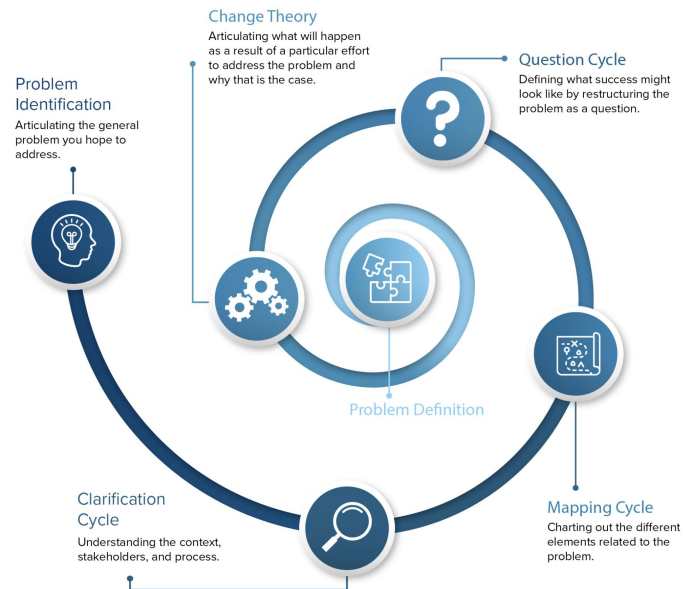 Change Theory
Articulating what will happen
as a result of a particular effort
to address the problem and
why that is the case.
Question Cycle
Defining what success might
look like by restructuring the
problem as a question.
Problem
Identification
Articulating the general
problem you hope to
address.
Problem Definition
Clarification
Cycle
Understanding the context,
stakeholders, and process.
Mapping Cycle
Charting out the different
elements related to the
problem.